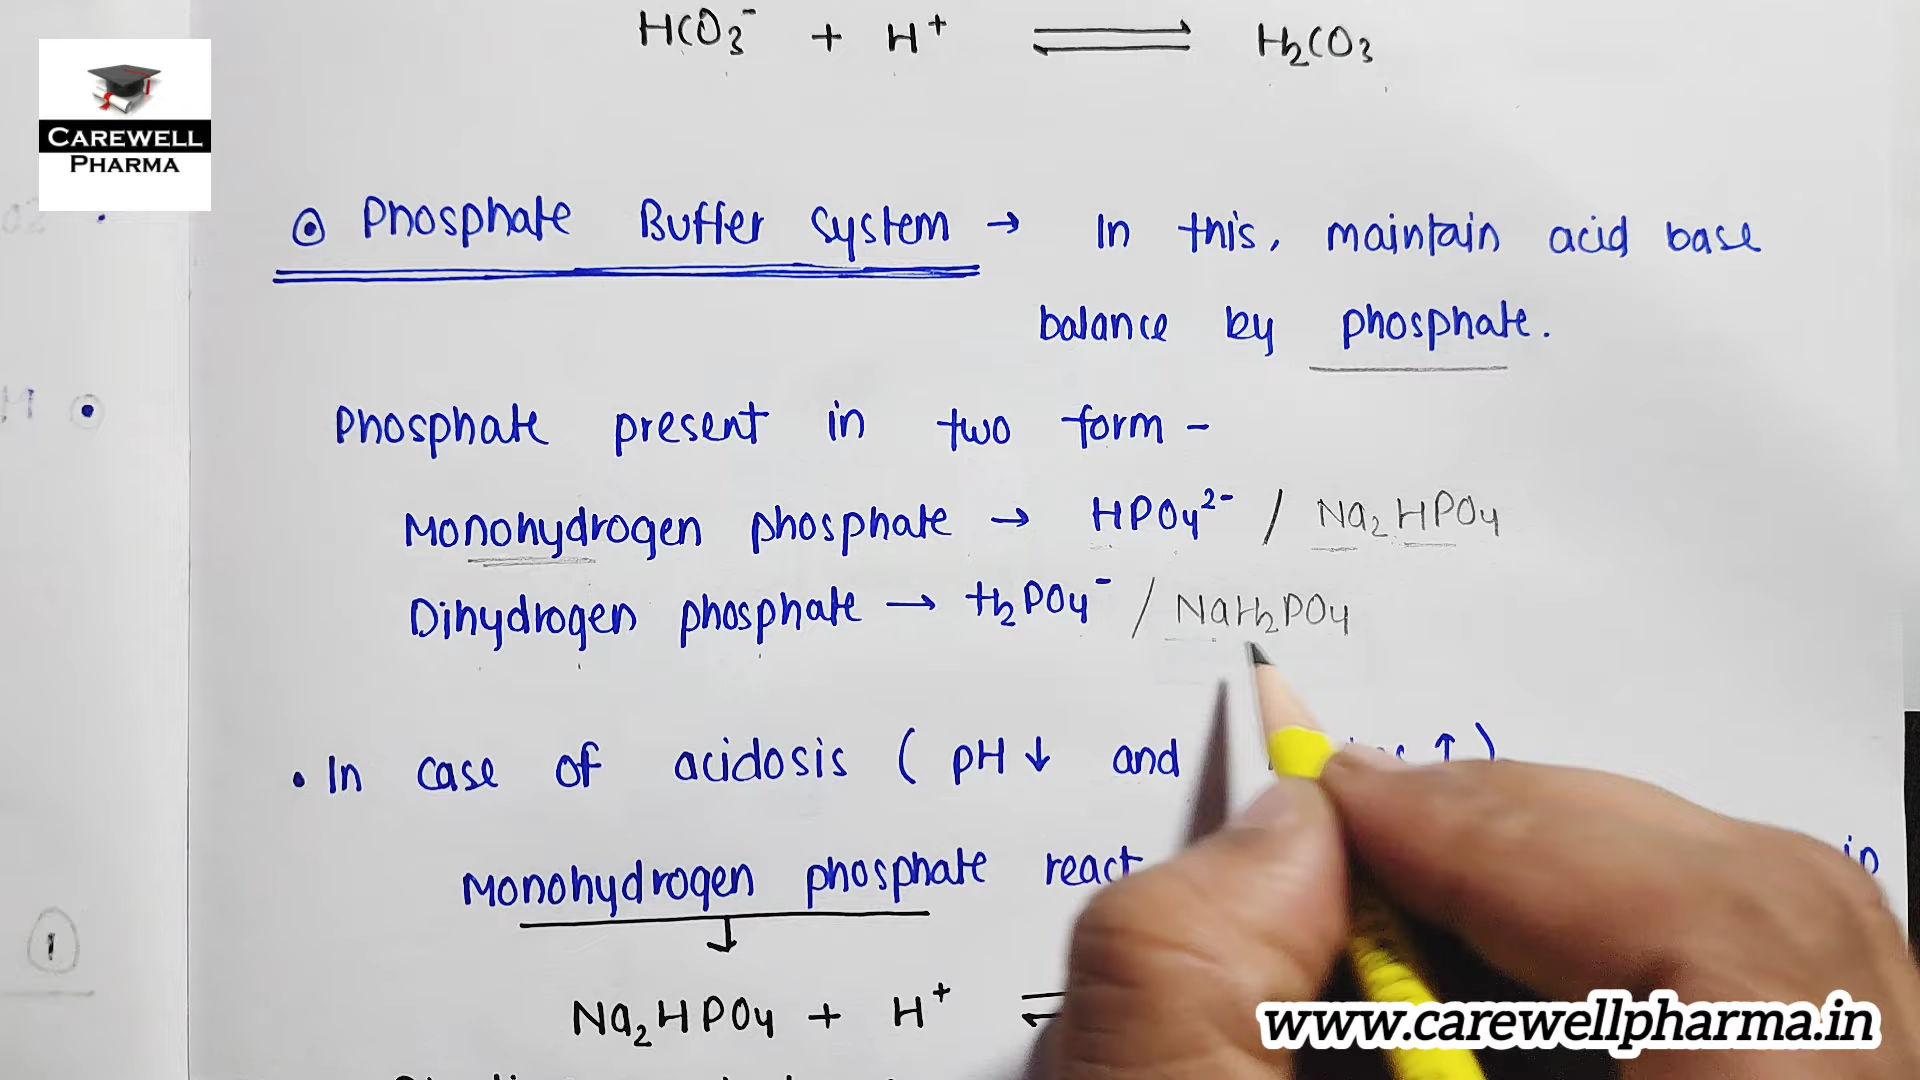 HCO3⁻ + H⁺ ⇌ H2CO3
CAREWELL
PHARMA
Phosphate Buffer system → In this, maintain acid base
balance by phosphate.
Phosphate present in two form -
Monohydrogen phosphate → HPO4²⁻ / Na2HPO4
Dihydrogen phosphate → H2PO4⁻ / NaH2PO4
• In case of acidosis ( pH ↓ and ↑ )
Monohydrogen phosphate react
Na2HPO4 + H⁺ ⇌
1
www.carewellpharma.in